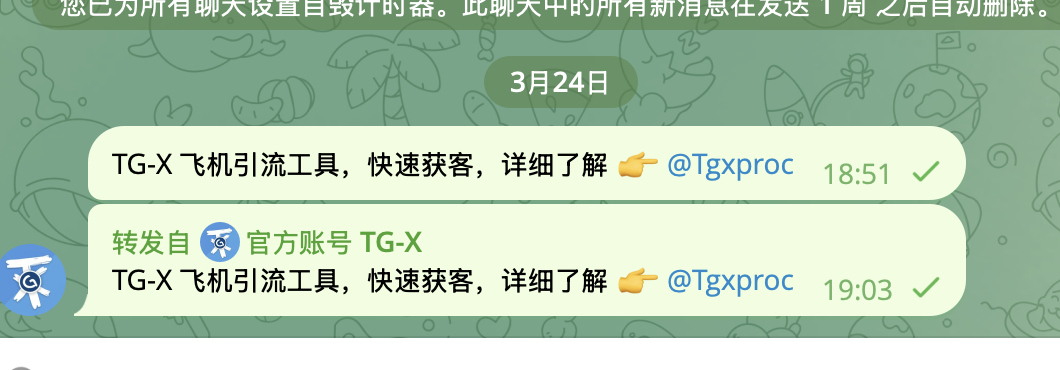 您已为所有聊天设置自毁计时器。此聊天中的所有新消息在发送 1 周 之后自动删除。
3月24日
TG-X 飞机引流工具，快速获客，详细了解 👉 @Tgxproc 18:51
转发自 官方账号 TG-X
TG-X 飞机引流工具，快速获客，详细了解 👉 @Tgxproc 19:03